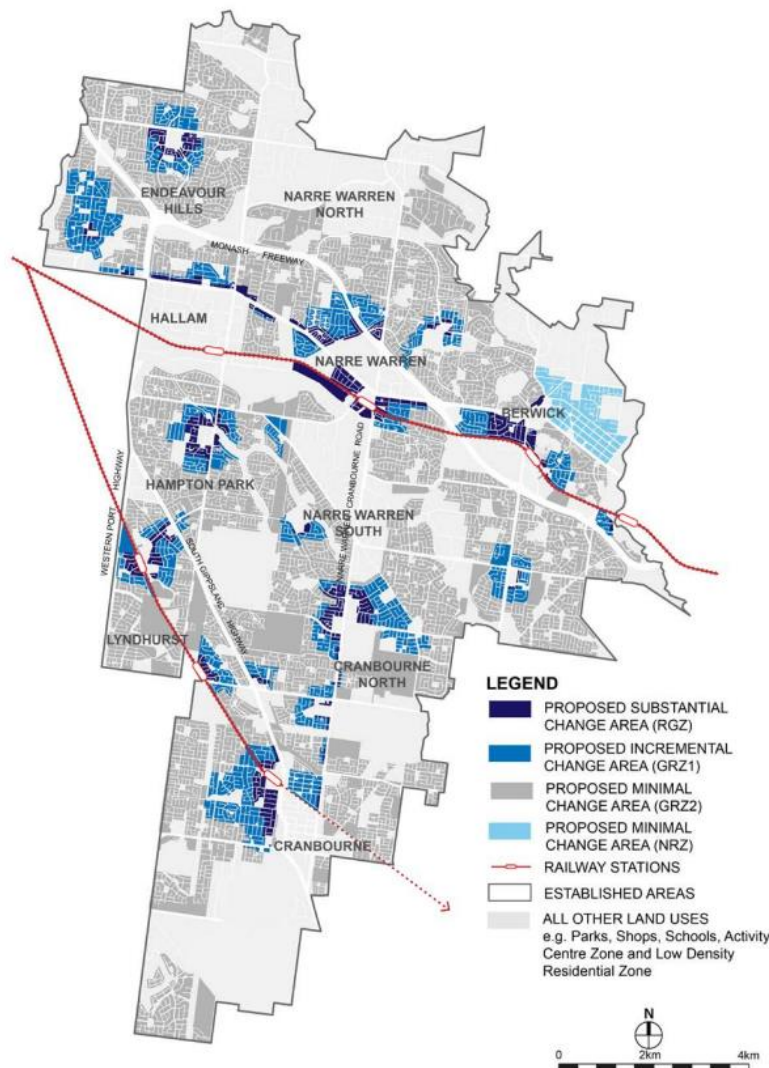 ENDEAVOUR
HILLS
NARRE WARREN
NORTH
MONASH FREEWAY
HALLAM
NARRE WARREN
BERWICK
HAMPTON PARK
NARRE WARREN
SOUTH
NARRE WARREN CRANBOURNE ROAD
WESTERN PORT HIGHWAY
SOUTH GIPPSLAND HIGHWAY
LYNDHURST
CRANBOURNE
NORTH
CRANBOURNE
LEGEND
PROPOSED SUBSTANTIAL
CHANGE AREA (RGZ)
PROPOSED INCREMENTAL
CHANGE AREA (GRZ1)
PROPOSED MINIMAL
CHANGE AREA (GRZ2)
PROPOSED MINIMAL
CHANGE AREA (NRZ)
RAILWAY STATIONS
ESTABLISHED AREAS
ALL OTHER LAND USES
e.g. Parks, Shops, Schools, Activity
Centre Zone and Low Density
Residential Zone
N
0 2km 4km